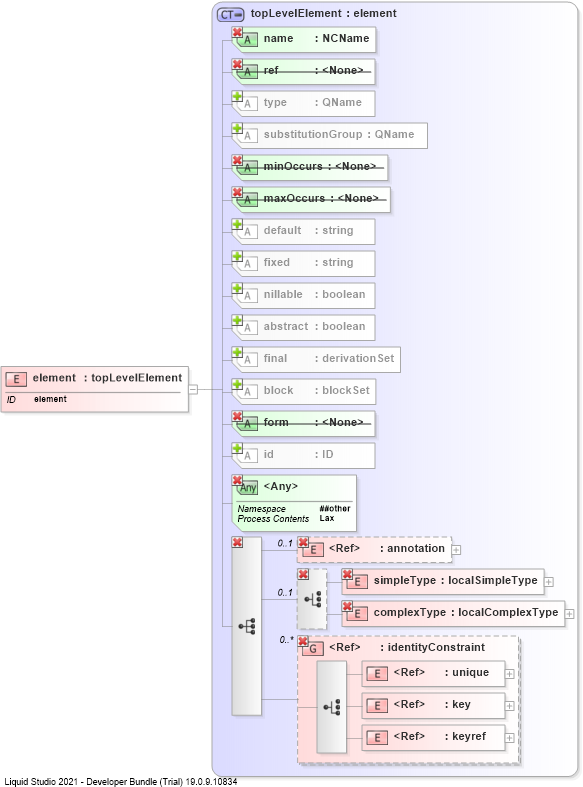 CT topLevelElement : element
A name : NCName
A ref : <None>
A type : QName
A substitutionGroup : QName
A minOccurs : <None>
A maxOccurs : <None>
A default : string
A fixed : string
A nillable : boolean
A abstract : boolean
A final : derivationSet
E element : topLevelElement
ID element
A block : blockSet
A form : <None>
A id : ID
Any <Any>
Namespace ##other
Process Contents Lax
0..1 E <Ref> : annotation
E simpleType : localSimpleType
0..1
E complexType : localComplexType
0..* G <Ref> : identityConstraint
E <Ref> : unique
E <Ref> : key
E <Ref> : keyref
Liquid Studio 2021 - Developer Bundle (Trial) 19.0.9.10834